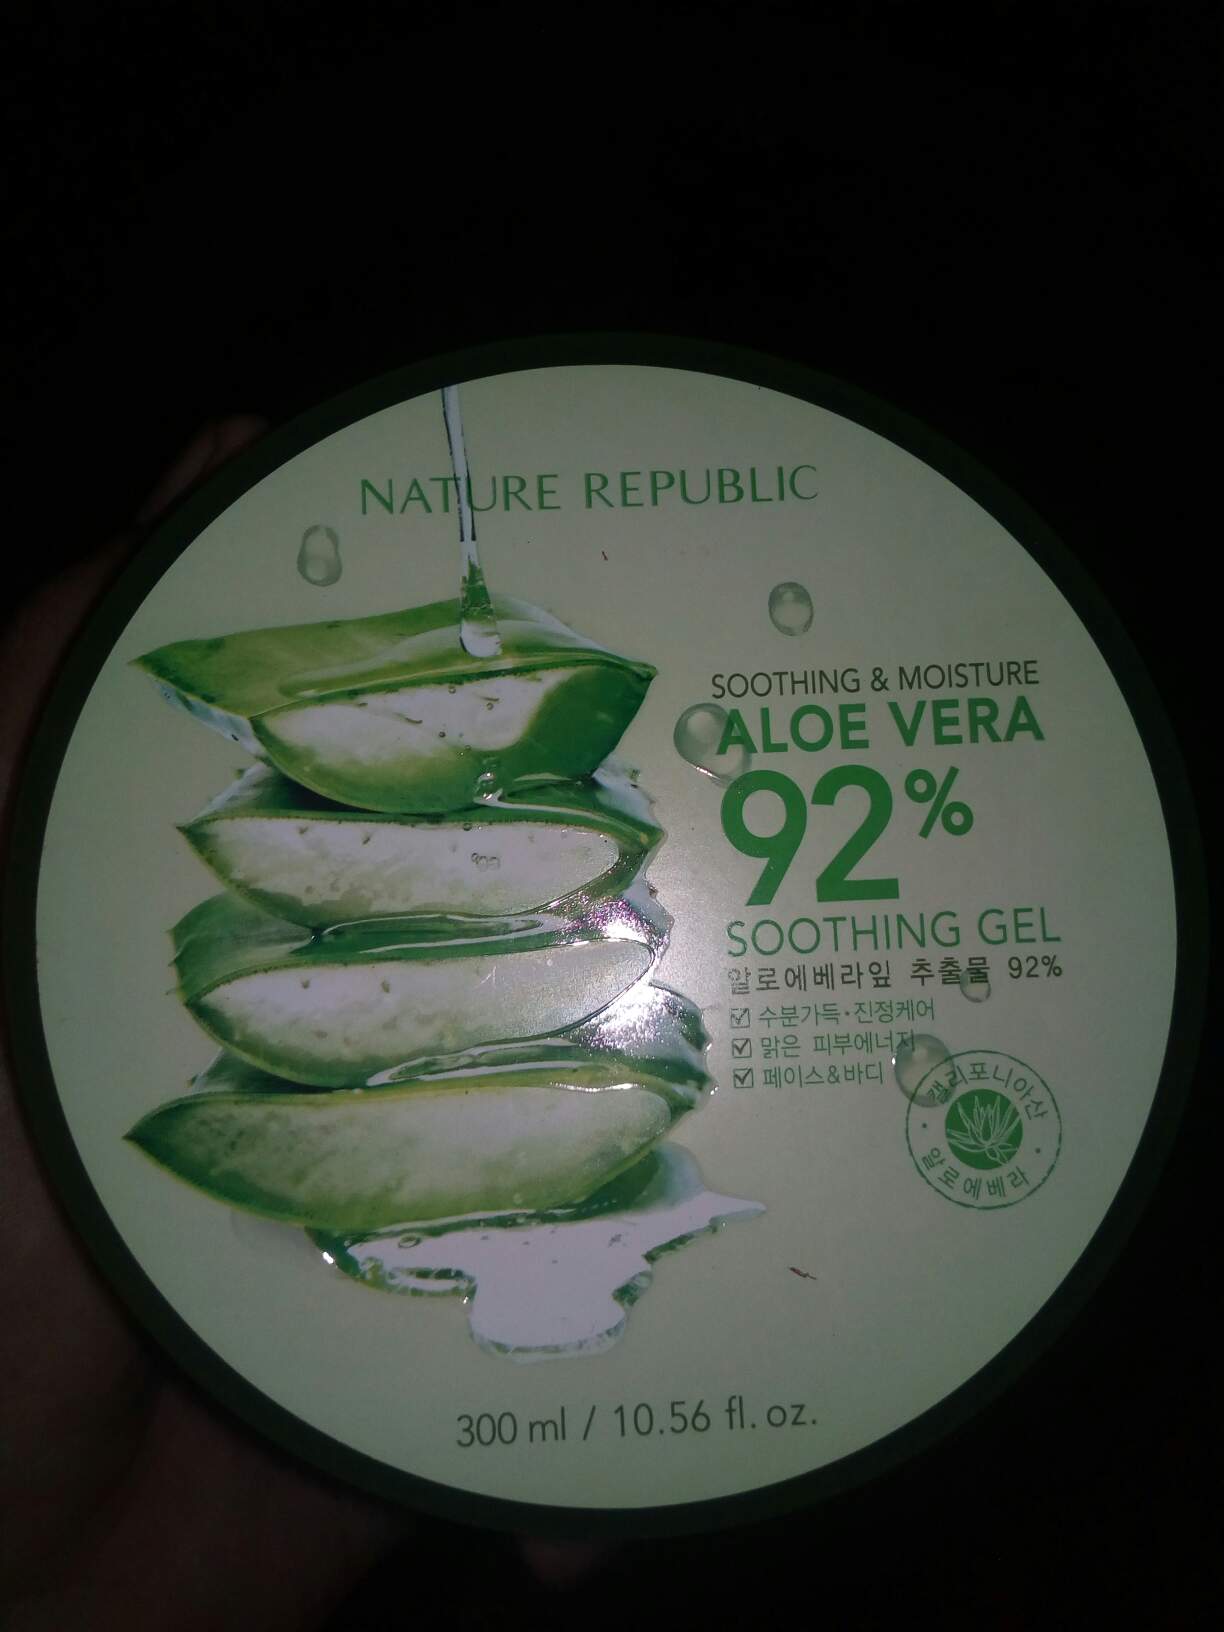 NATURE REPUBLIC
SOOTHING & MOISTURE
ALOE VERA
92%
SOOTHING GEL
알로에베라잎 추출물 92%
수분가득·진정케어
맑은 피부에너지
페이스&바디
캘리포니아산
알로에베라
300 ml / 10.56 fl. oz.